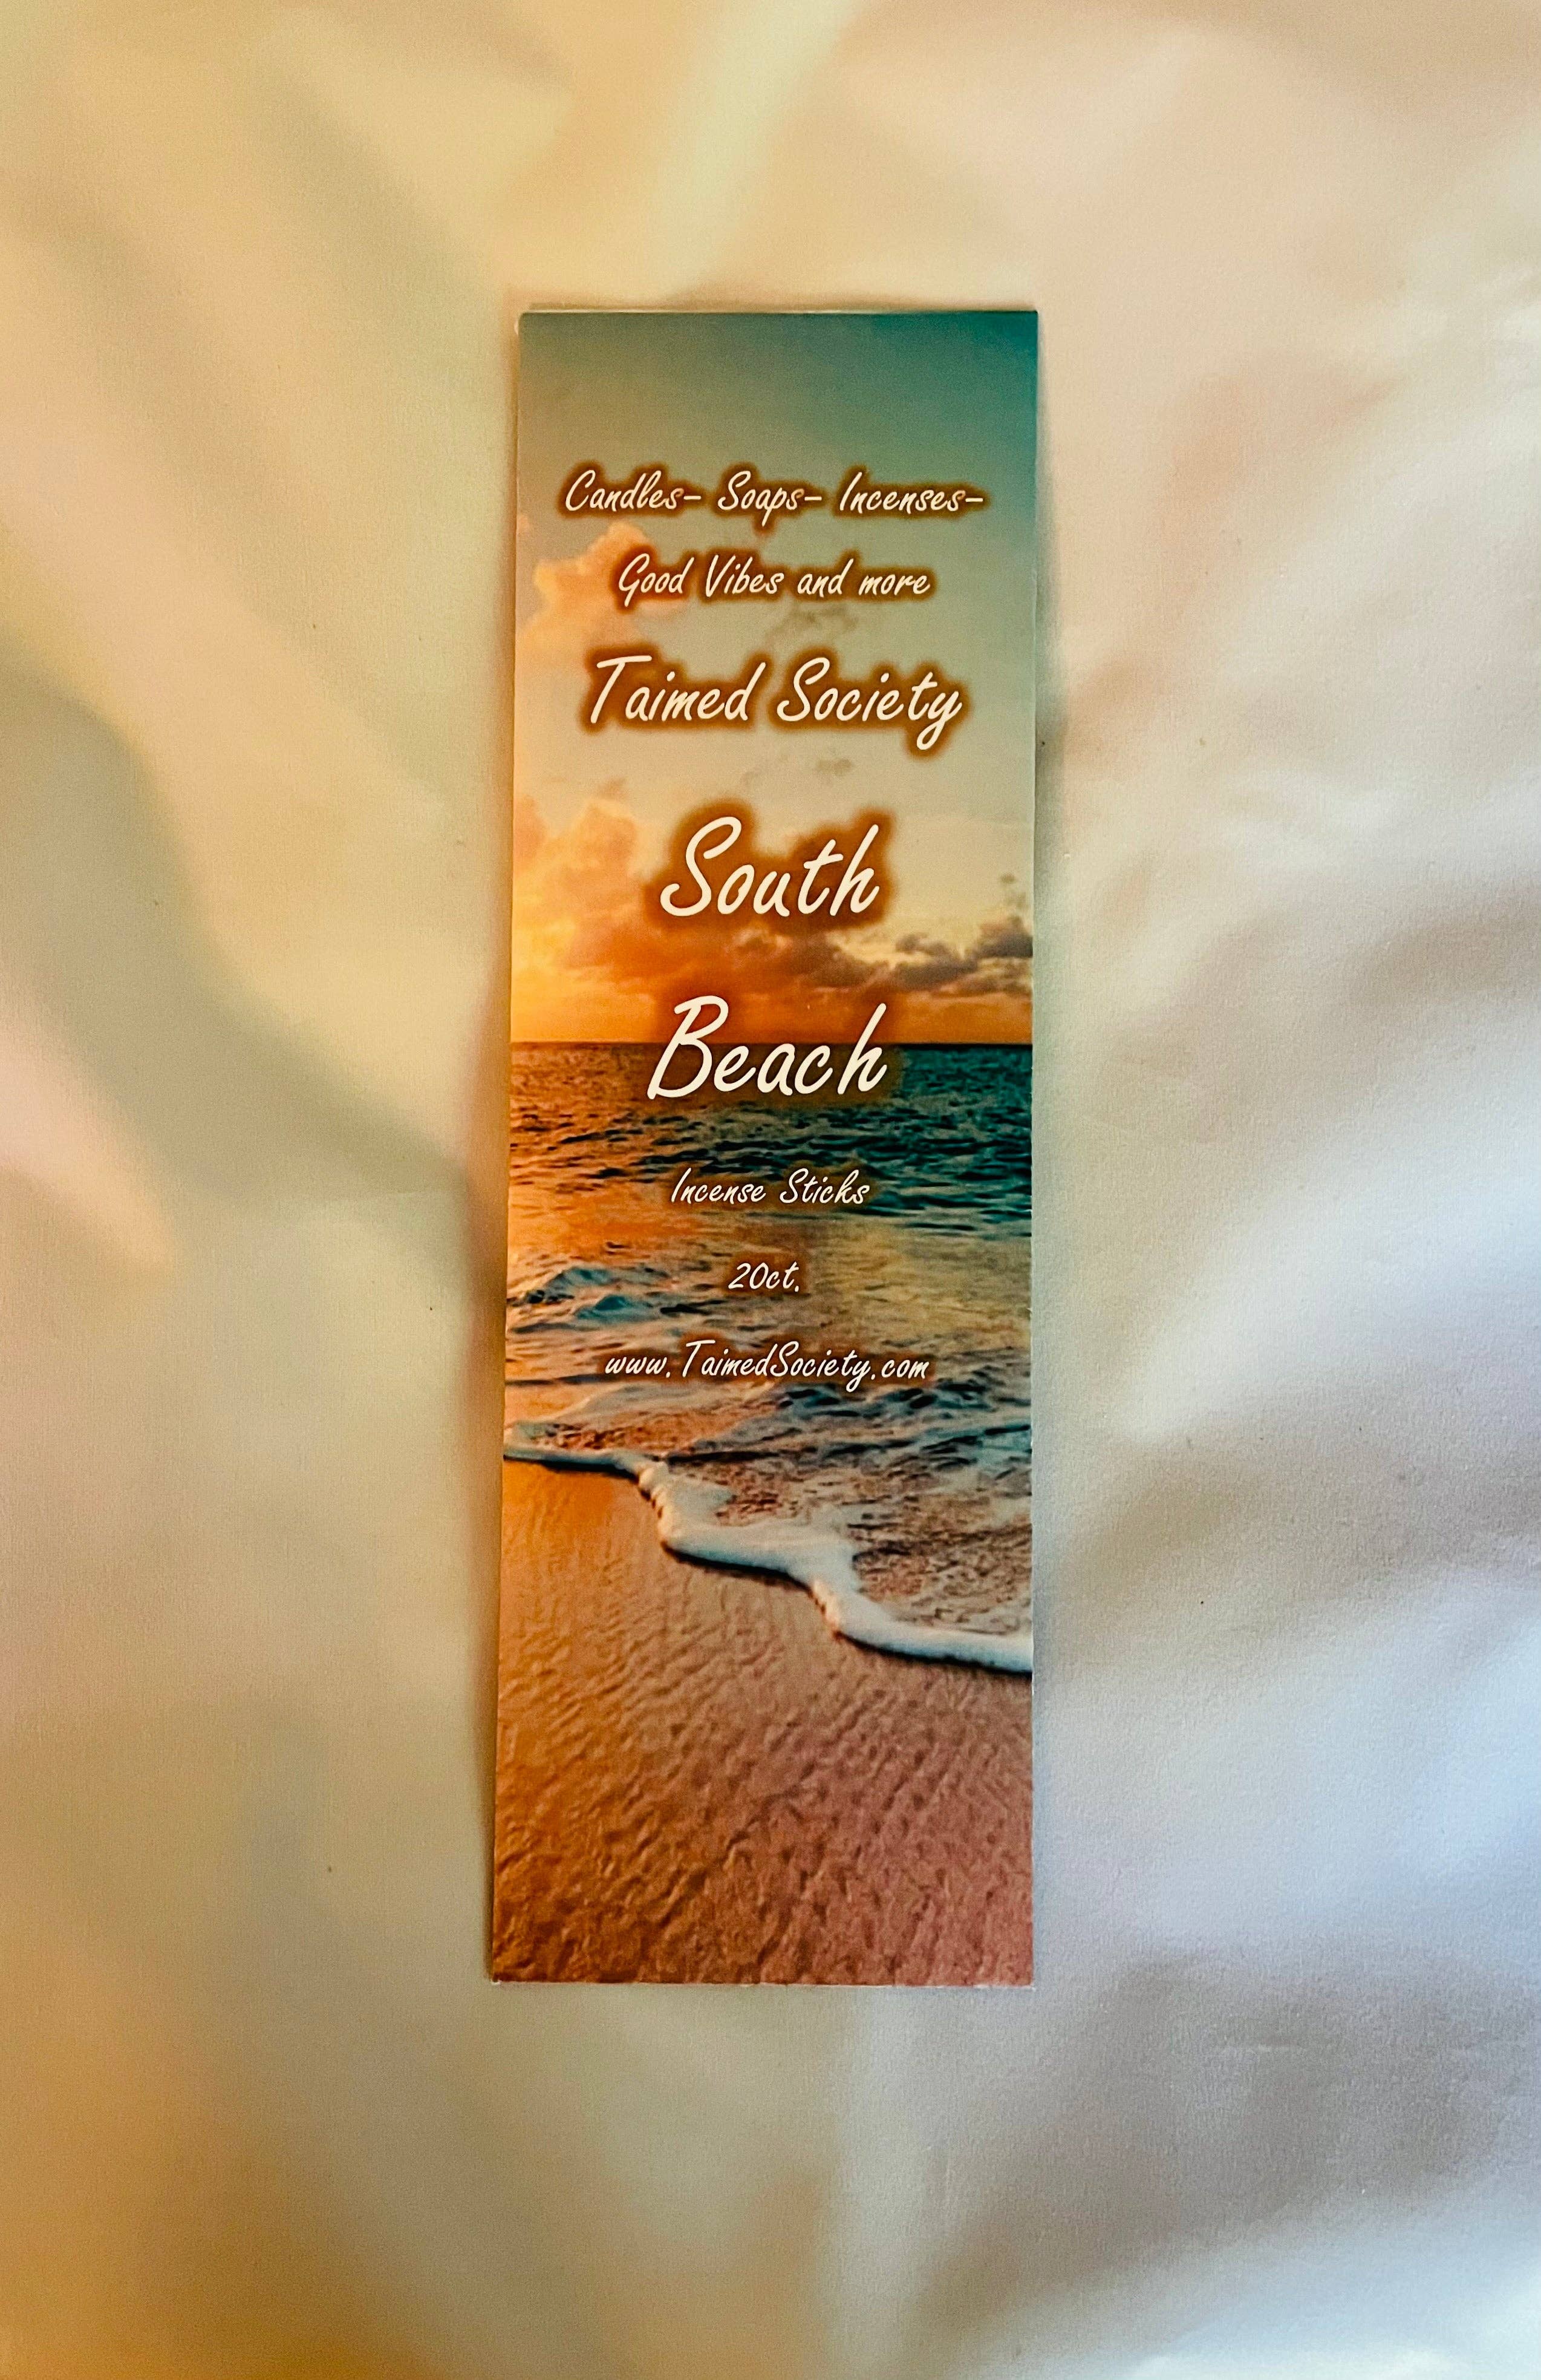 Candles- Soaps- Incenses-
Good Vibes and more
Taimed Society
South
Beach
Incense Sticks
20ct.
www.TaimedSociety.com